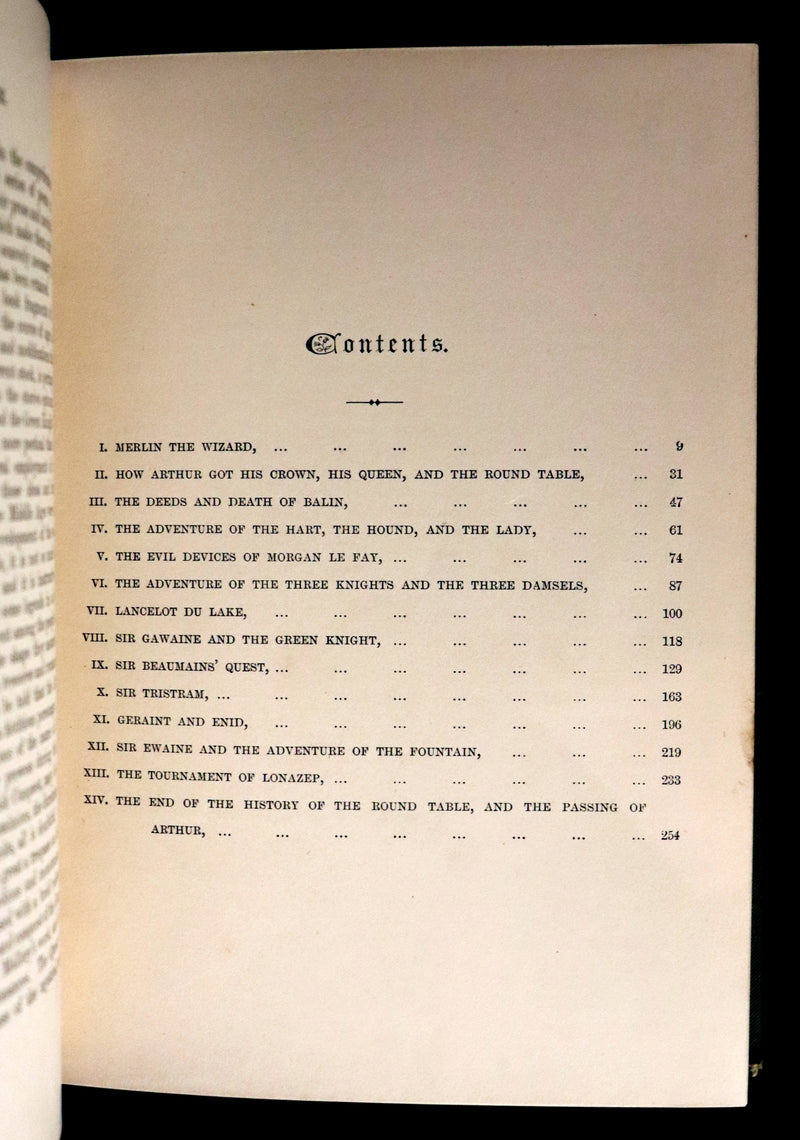 Contents.
I. MERLIN THE WIZARD, ... ... ... ... ... ... ... 9
II. HOW ARTHUR GOT HIS CROWN, HIS QUEEN, AND THE ROUND TABLE, ... 31
III. THE DEEDS AND DEATH OF BALIN, ... ... ... ... ... 47
IV. THE ADVENTURE OF THE HART, THE HOUND, AND THE LADY, ... ... 61
V. THE EVIL DEVICES OF MORGAN LE FAY, ... ... ... ... ... 74
VI. THE ADVENTURE OF THE THREE KNIGHTS AND THE THREE DAMSELS, ... 87
VII. LANCELOT DU LAKE, ... ... ... ... ... ... ... 100
VIII. SIR GAWAINE AND THE GREEN KNIGHT, ... ... ... ... ... 118
IX. SIR BEAUMAINS' QUEST, ... ... ... ... ... ... ... 129
X. SIR TRISTRAM, ... ... ... ... ... ... ... ... 163
XI. GERAINT AND ENID, ... ... ... ... ... ... ... 196
XII. SIR EWAINE AND THE ADVENTURE OF THE FOUNTAIN, ... ... ... 219
XIII. THE TOURNAMENT OF LONAZEP, ... ... ... ... ... ... 233
XIV. THE END OF THE HISTORY OF THE ROUND TABLE, AND THE PASSING OF
ARTHUR, ... ... ... ... ... ... ... ... 254